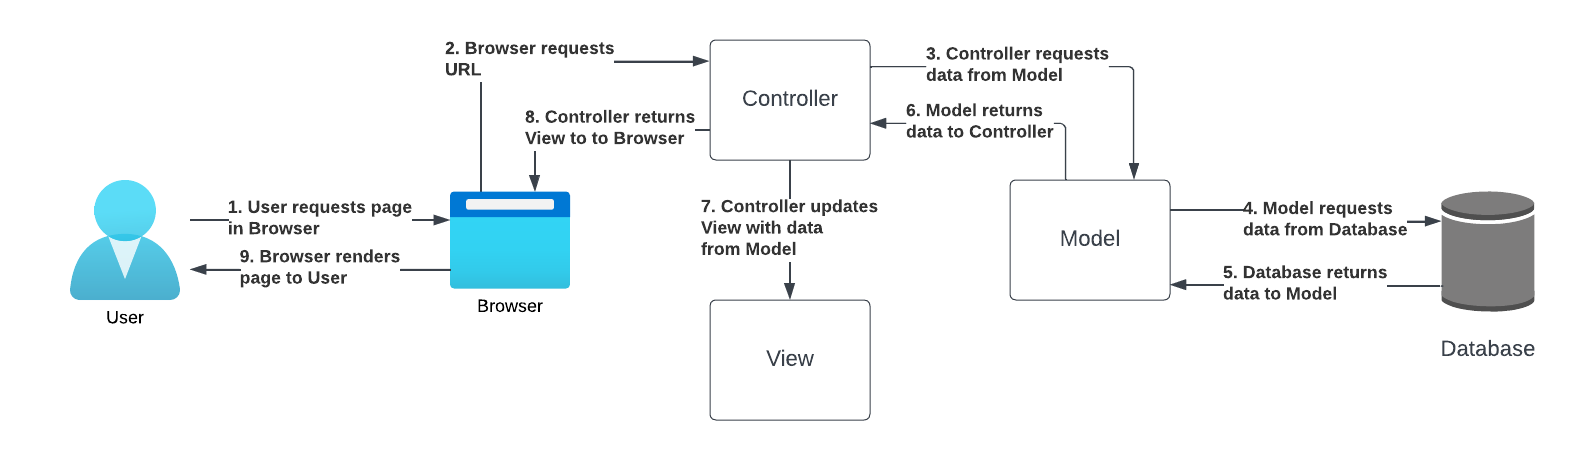 2. Browser requests
URL
3. Controller requests
data from Model
Controller
6. Model returns
data to Controller
8. Controller returns
View to to Browser
1. User requests page
in Browser
7. Controller updates
View with data
from Model
4. Model requests
data from Database
Model
9. Browser renders
page to User
5. Database returns
data to Model
Browser
User
View
Database